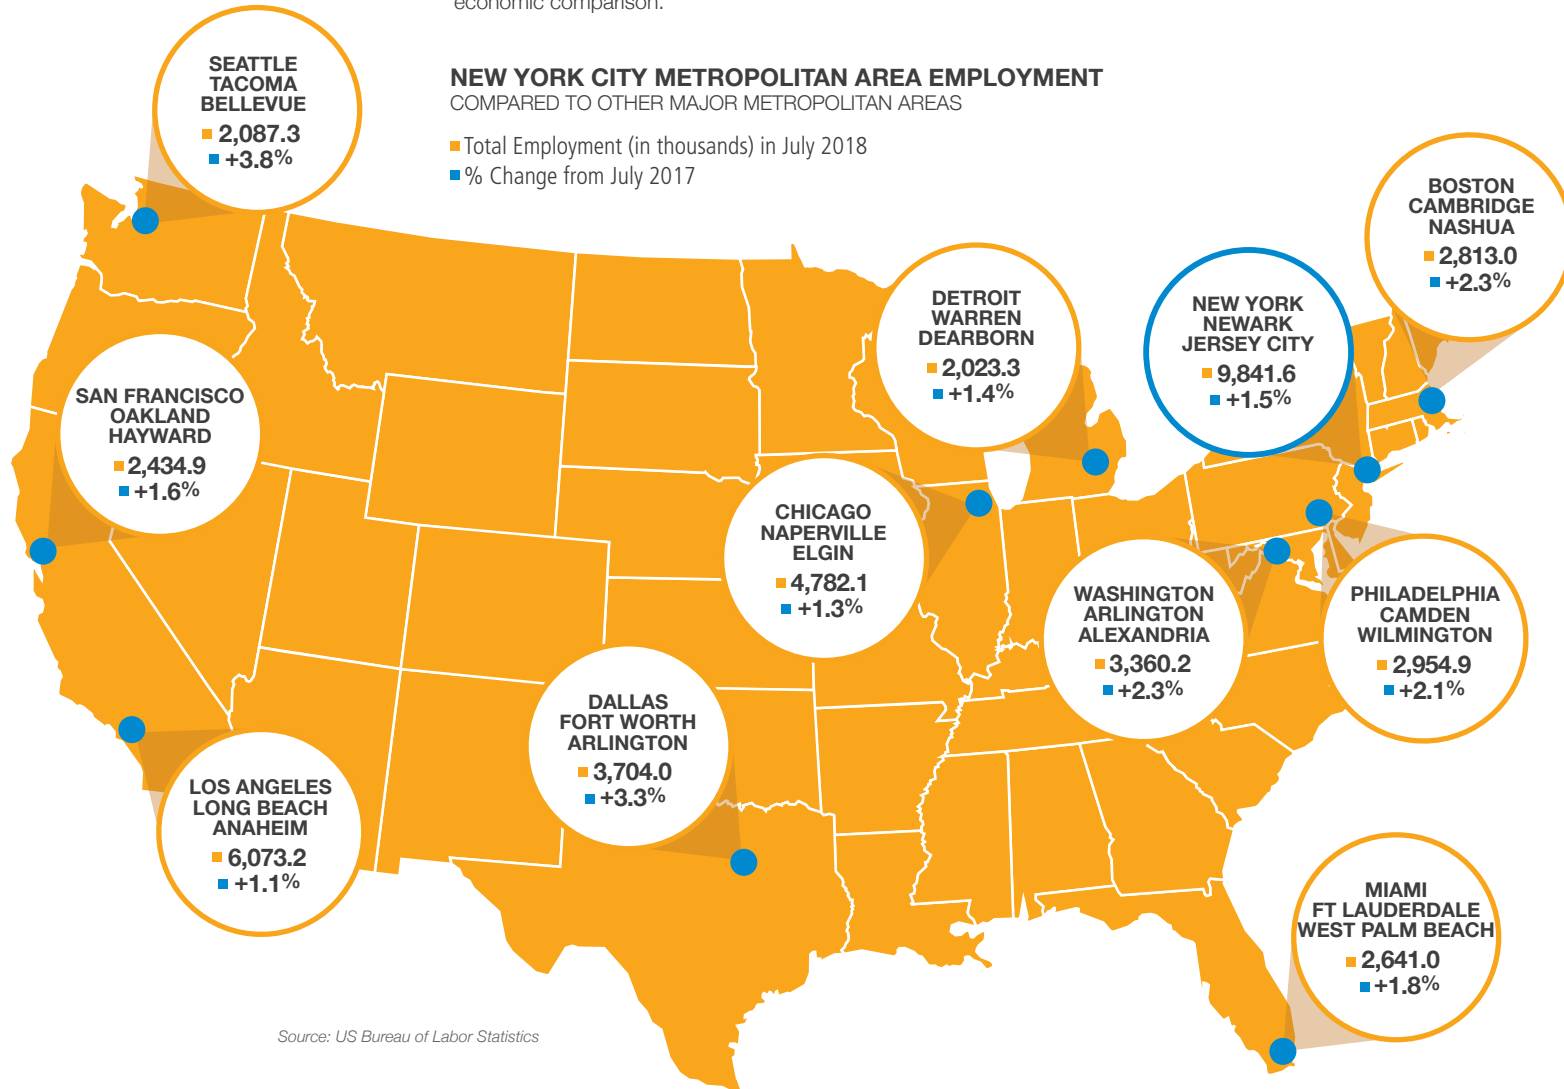 economic comparison.
NEW YORK CITY METROPOLITAN AREA EMPLOYMENT
COMPARED TO OTHER MAJOR METROPOLITAN AREAS
Total Employment (in thousands) in July 2018
% Change from July 2017
SEATTLE
TACOMA
BELLEVUE
2,087.3
+3.8%
BOSTON
CAMBRIDGE
NASHUA
2,813.0
+2.3%
DETROIT
WARREN
DEARBORN
2,023.3
+1.4%
NEW YORK
NEWARK
JERSEY CITY
9,841.6
+1.5%
SAN FRANCISCO
OAKLAND
HAYWARD
2,434.9
+1.6%
CHICAGO
NAPERVILLE
ELGIN
4,782.1
+1.3%
WASHINGTON
ARLINGTON
ALEXANDRIA
3,360.2
+2.3%
PHILADELPHIA
CAMDEN
WILMINGTON
2,954.9
+2.1%
DALLAS
FORT WORTH
ARLINGTON
3,704.0
+3.3%
LOS ANGELES
LONG BEACH
ANAHEIM
6,073.2
+1.1%
MIAMI
FT LAUDERDALE
WEST PALM BEACH
2,641.0
+1.8%
Source: US Bureau of Labor Statistics